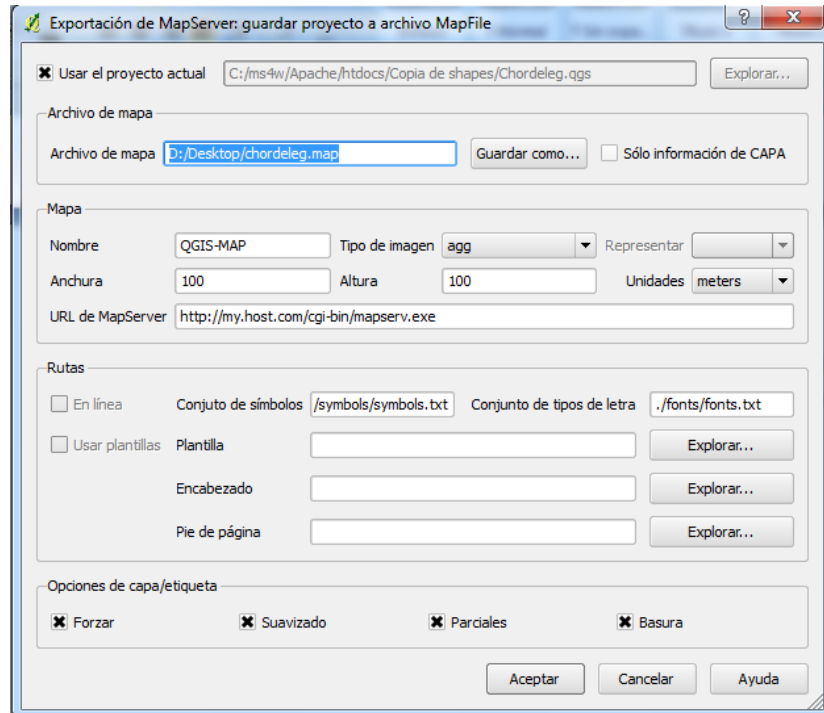 Exportación de MapServer: guardar proyecto a archivo MapFile
Usar el proyecto actual C:/ms4w/Apache/htdocs/Copia de shapes/Chordeleg.qgs Explorar...
Archivo de mapa
Archivo de mapa D:/Desktop/chordeleg.map Guardar como... Sólo información de CAPA
Mapa
Nombre QGIS-MAP Tipo de imagen agg Representar
Anchura 100 Altura 100 Unidades meters
URL de MapServer http://my.host.com/cgi-bin/mapserv.exe
Rutas
En línea Conjuto de símbolos /symbols/symbols.txt Conjunto de tipos de letra ./fonts/fonts.txt
Usar plantillas Plantilla Explorar...
Encabezado Explorar...
Pie de página Explorar...
Opciones de capa/etiqueta
Forzar Suavizado Parciales Basura
Aceptar Cancelar Ayuda